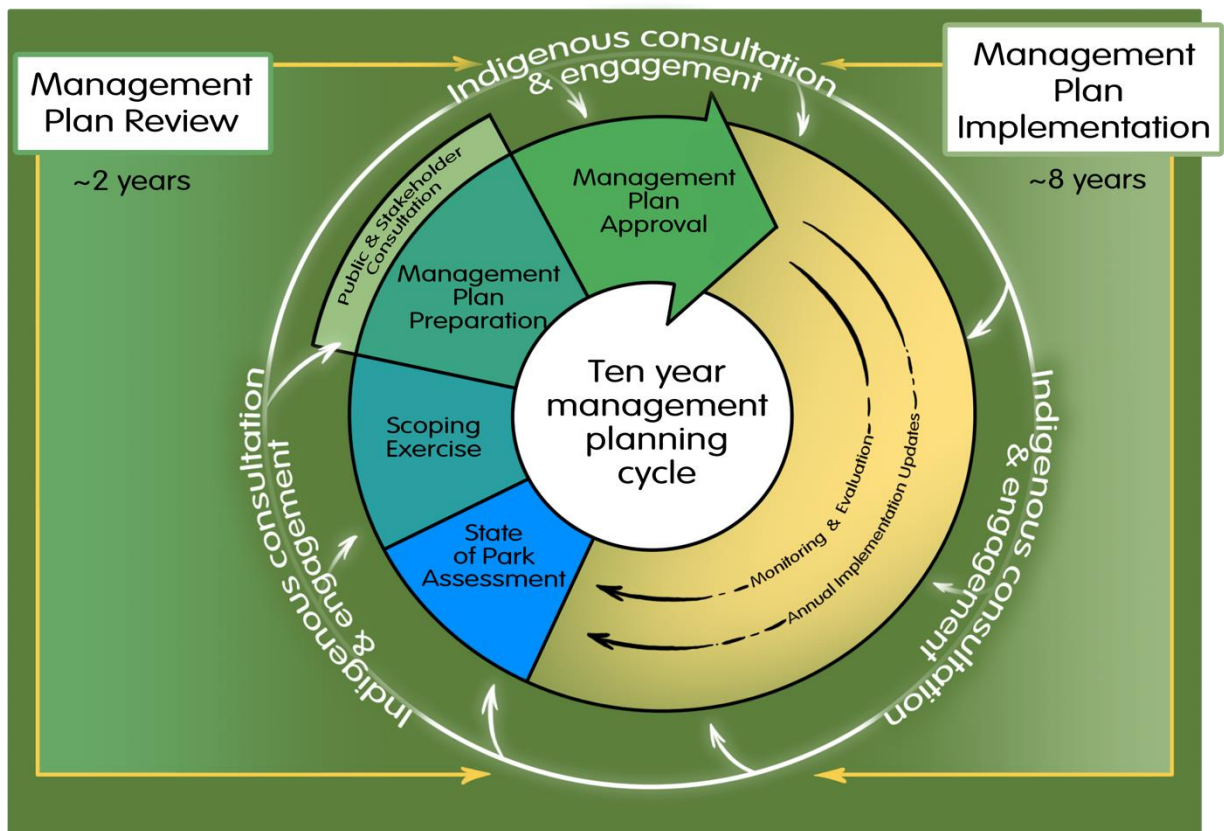 Management
Plan Review
~2 years
Indigenous consultation
& engagement
Management
Plan
Implementation
~8 years
Public & Stakeholder
Consultation
Management
Plan
Approval
Management
Plan
Preparation
Scoping
Exercise
State
of Park
Assessment
Ten year
management
planning
cycle
Monitoring & Evaluation
Annual Implementation Updates
Indigenous consultation
& engagement
Indigenous consultation
& engagement